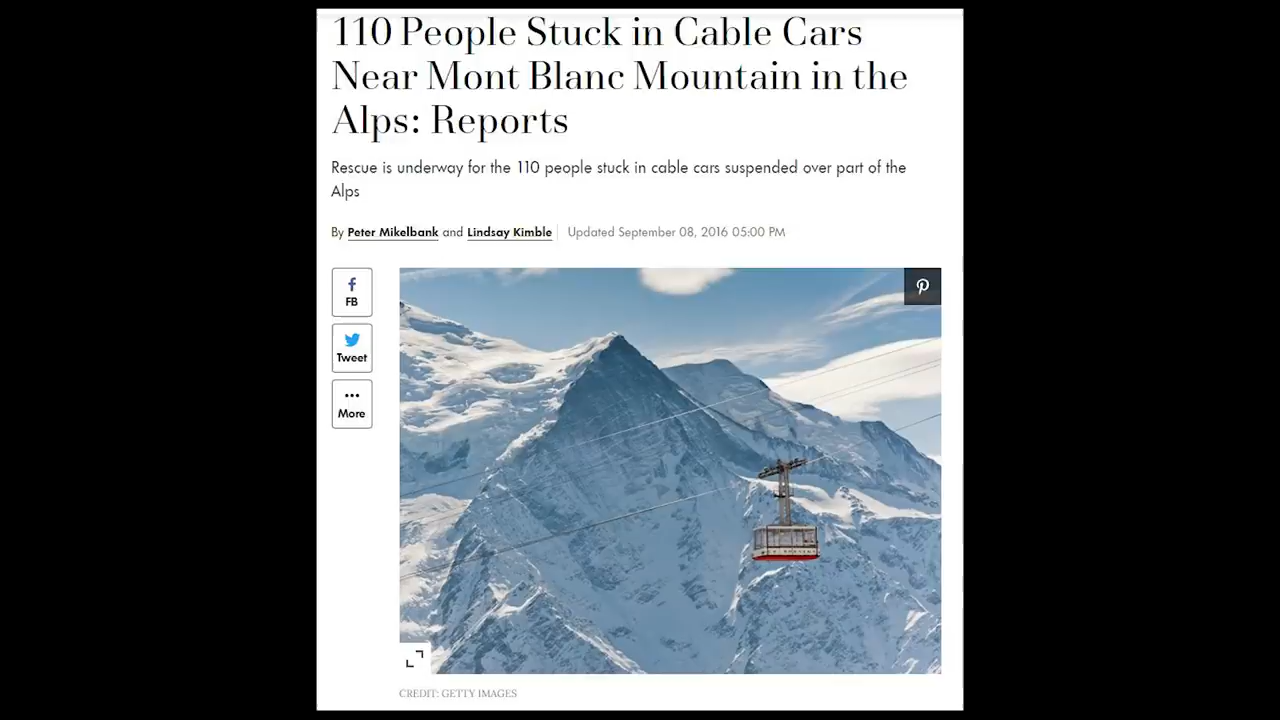 110 People Stuck in Cable Cars
Near Mont Blanc Mountain in the
Alps: Reports
Rescue is underway for the 110 people stuck in cable cars suspended over part of the
Alps
By Peter Mikelbank and Lindsay Kimble Updated September 08, 2016 05:00 PM
FB
Tweet
More
CREDIT: GETTY IMAGES